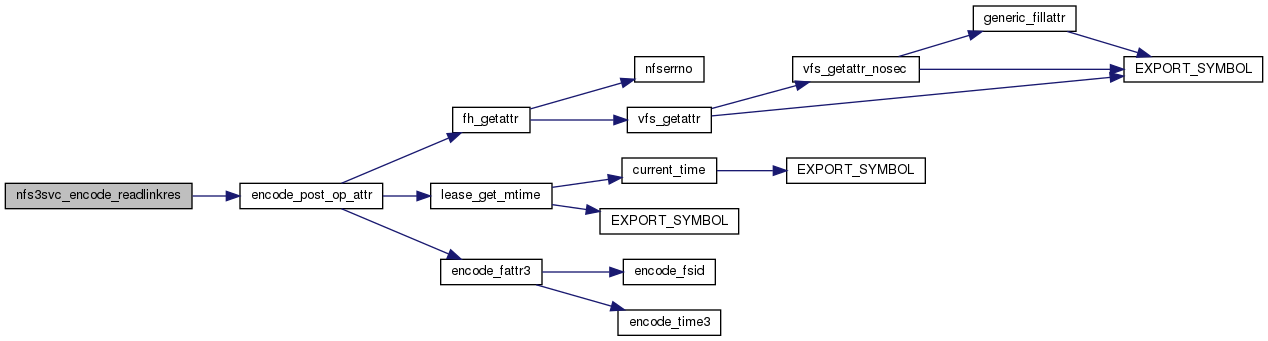 generic_fillattr
nfserrno
vfs_getattr_nosec
EXPORT_SYMBOL
fh_getattr
vfs_getattr
current_time
EXPORT_SYMBOL
nfs3svc_encode_readlinkres
encode_post_op_attr
lease_get_mtime
EXPORT_SYMBOL
encode_fattr3
encode_fsid
encode_time3